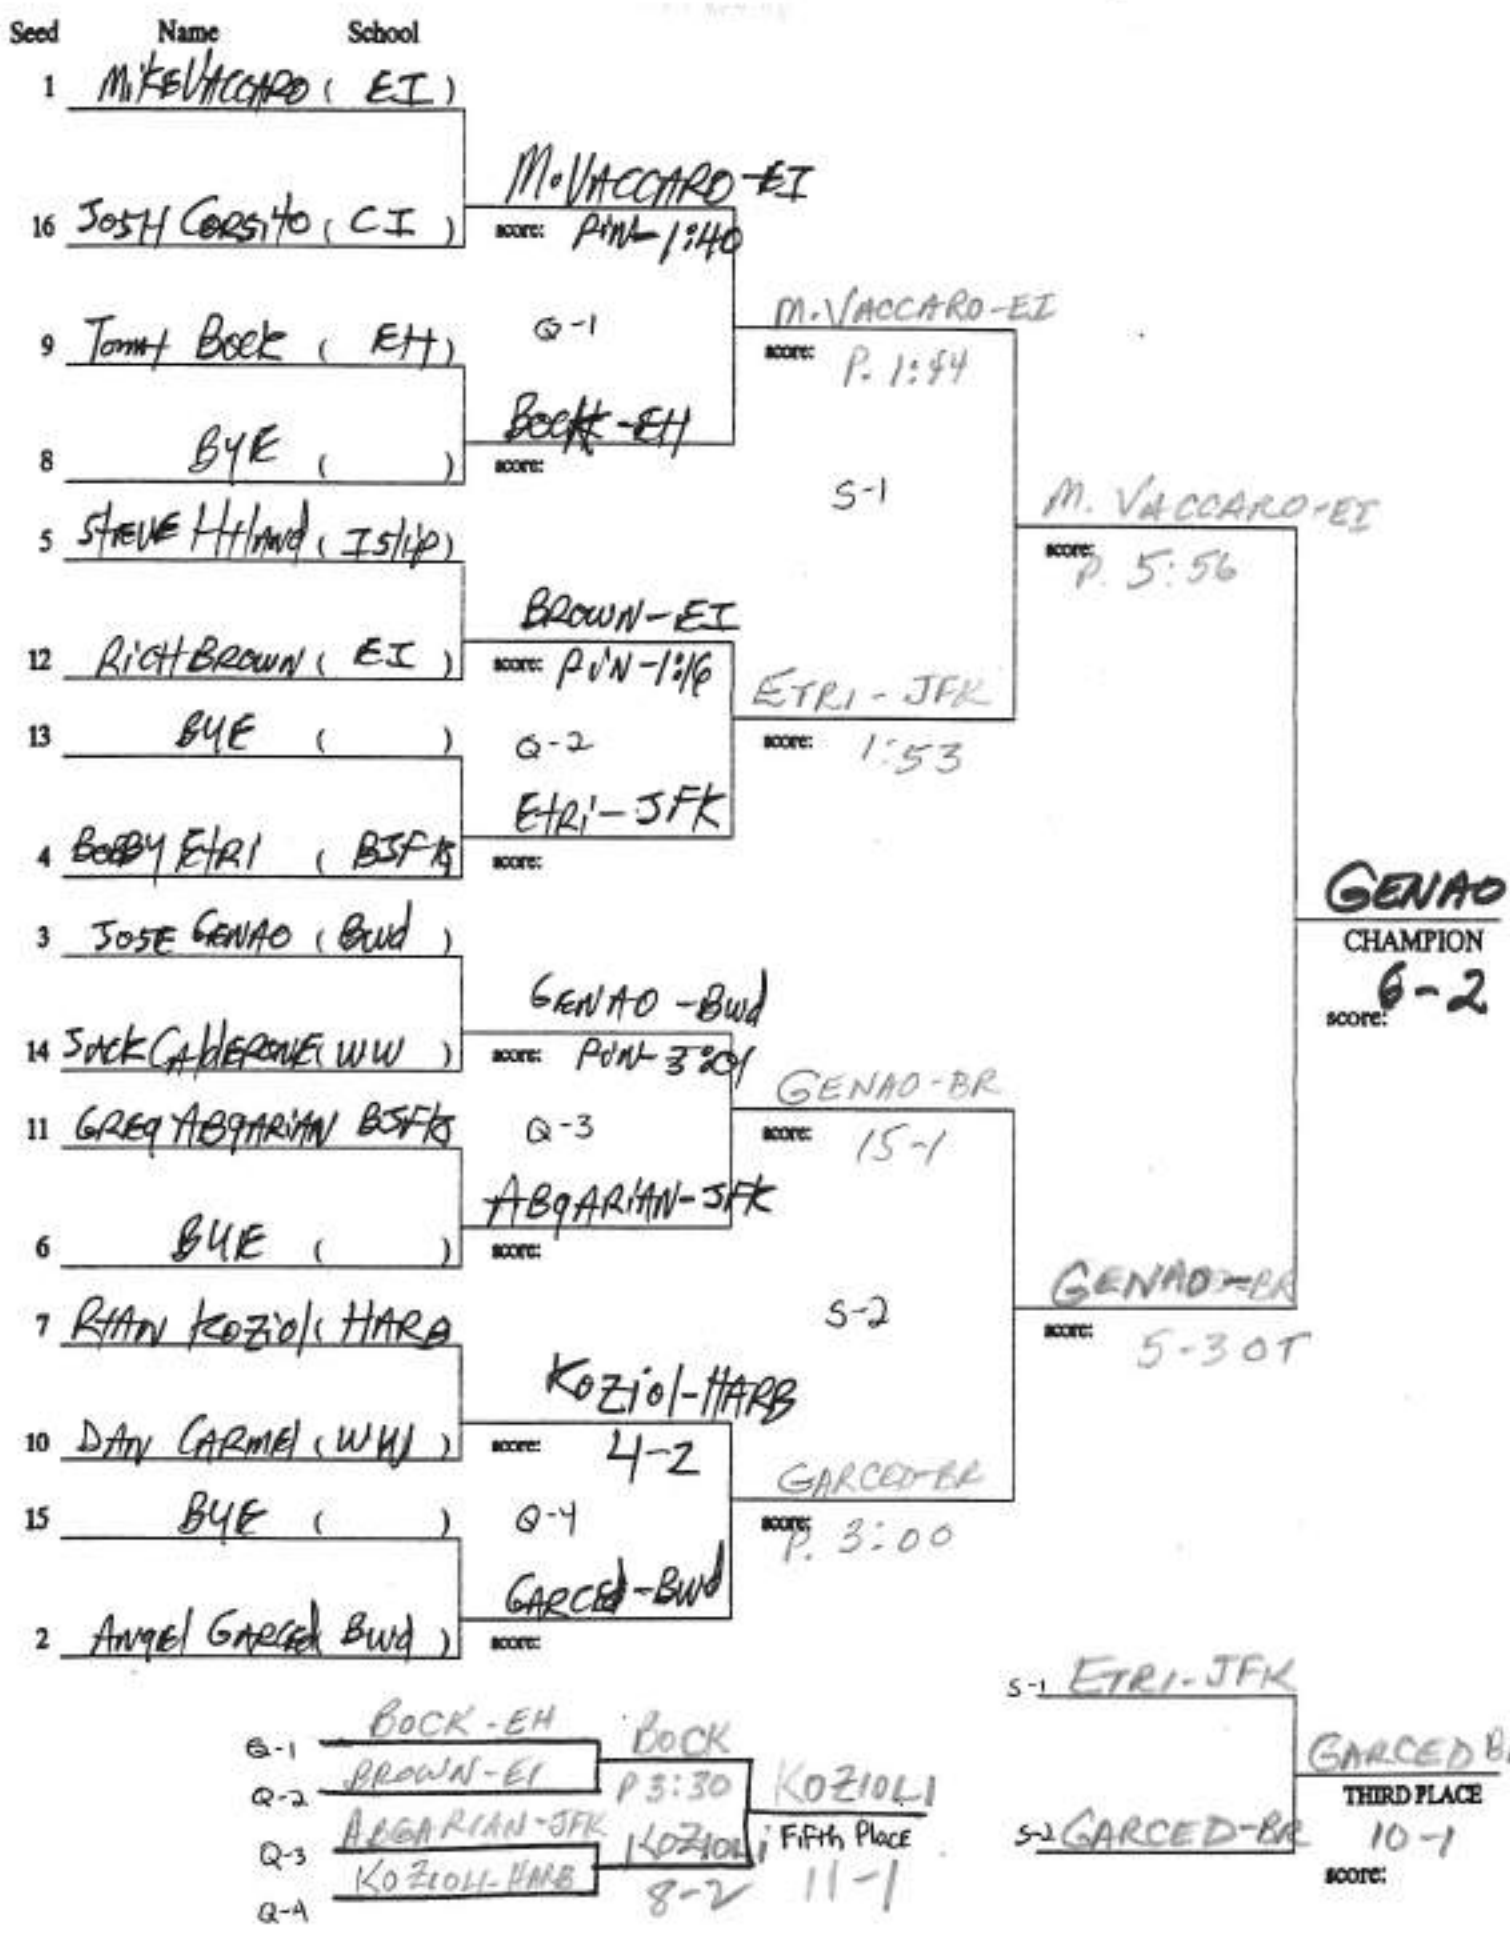 Seed Name School
1 MIKE VACCARO ( EI )
16 JOSH CORSITO ( CI )
9 Tommy Bock ( EH )
8 BYE ( )
5 STEVE Hyland ( Islip )
12 RICH BROWN ( EI )
13 BYE ( )
4 BOBBY EtRI ( BJFK )
3 JOSE GENAO ( Bwd )
14 JACK CAldERONE ( WW )
11 GREg ABgARiAN BJFK
6 BYE ( )
7 RYAN Koziol ( HARB
10 DAN CARMEl ( WW )
15 BYE ( )
2 ANgEl GARCEd Bwd )
M. VACCARO - EI
score: PiN - 1:40
Q-1
BOCK - EH
score:
BROWN - EI
score: PiN - 1:16
Q-2
EtRi - JFK
score:
GENAO - Bwd
score: PiN - 3:01
Q-3
ABgARiAN - JFK
score:
Koziol - HARB
score: 4-2
Q-4
GARCEd - Bwd
score:
M. VACCARO - EI
score: P. 1:44
S-1
ETRI - JFK
score: 1:53
GENAO - BR
score: 15-1
S-2
GARCED - BR
score: P. 3:00
M. VACCARO - EI
score: P. 5:56
GENAO - BR
score: 5-3 OT
GENAO
CHAMPION
score: 6-2
Q-1 BOCK - EH
Q-2 BROWN - EI
Q-3 ABGARIAN - JFK
Q-4 KOZIOLI - HARB
BOCK
P 3:30
KOZIOLI
8-2
KOZIOLI
Fifth Place
11-1
S-1 ETRI - JFK
S-2 GARCED - BR
GARCED
THIRD PLACE
10-1
score: